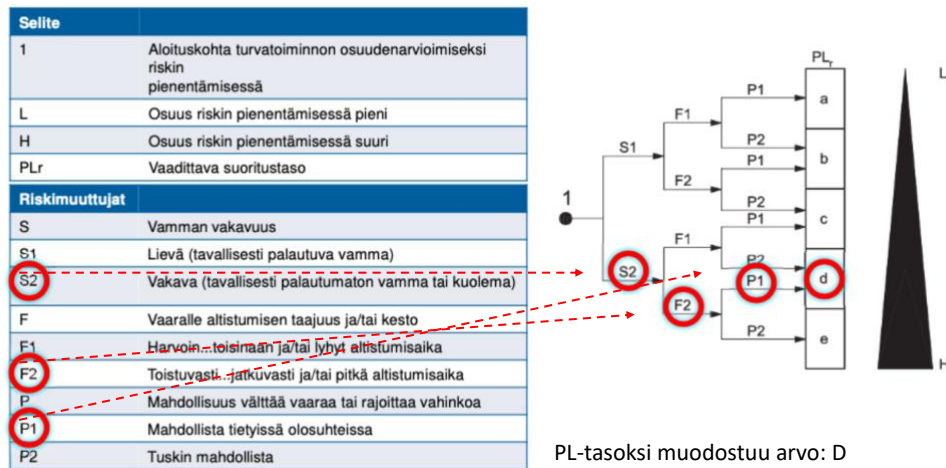 Selite
1 Aloituskohta turvatoiminnon osuudenarvioimiseksi
riskin
pienentämisessä
L Osuus riskin pienentämisessä pieni
H Osuus riskin pienentämisessä suuri
PLr Vaadittava suoritustaso
Riskimuuttujat
S Vamman vakavuus
S1 Lievä (tavallisesti palautuva vamma)
S2 Vakava (tavallisesti palautumaton vamma tai kuolema)
F Vaaralle altistumisen taajuus ja/tai kesto
F1 Harvoin...toisinaan ja/tai lyhyt altistumisaika
F2 Toistuvasti...jatkuvasti ja/tai pitkä altistumisaika
P Mahdollisuus välttää vaaraa tai rajoittaa vahinkoa
P1 Mahdollista tietyissä olosuhteissa
P2 Tuskin mahdollista
PLr
L
P1
a
F1
P2
S1
b
P1
F2
P2
1
c
P1
F1
P2
S2
d
P1
F2
P2
e
H
PL-tasoksi muodostuu arvo: D